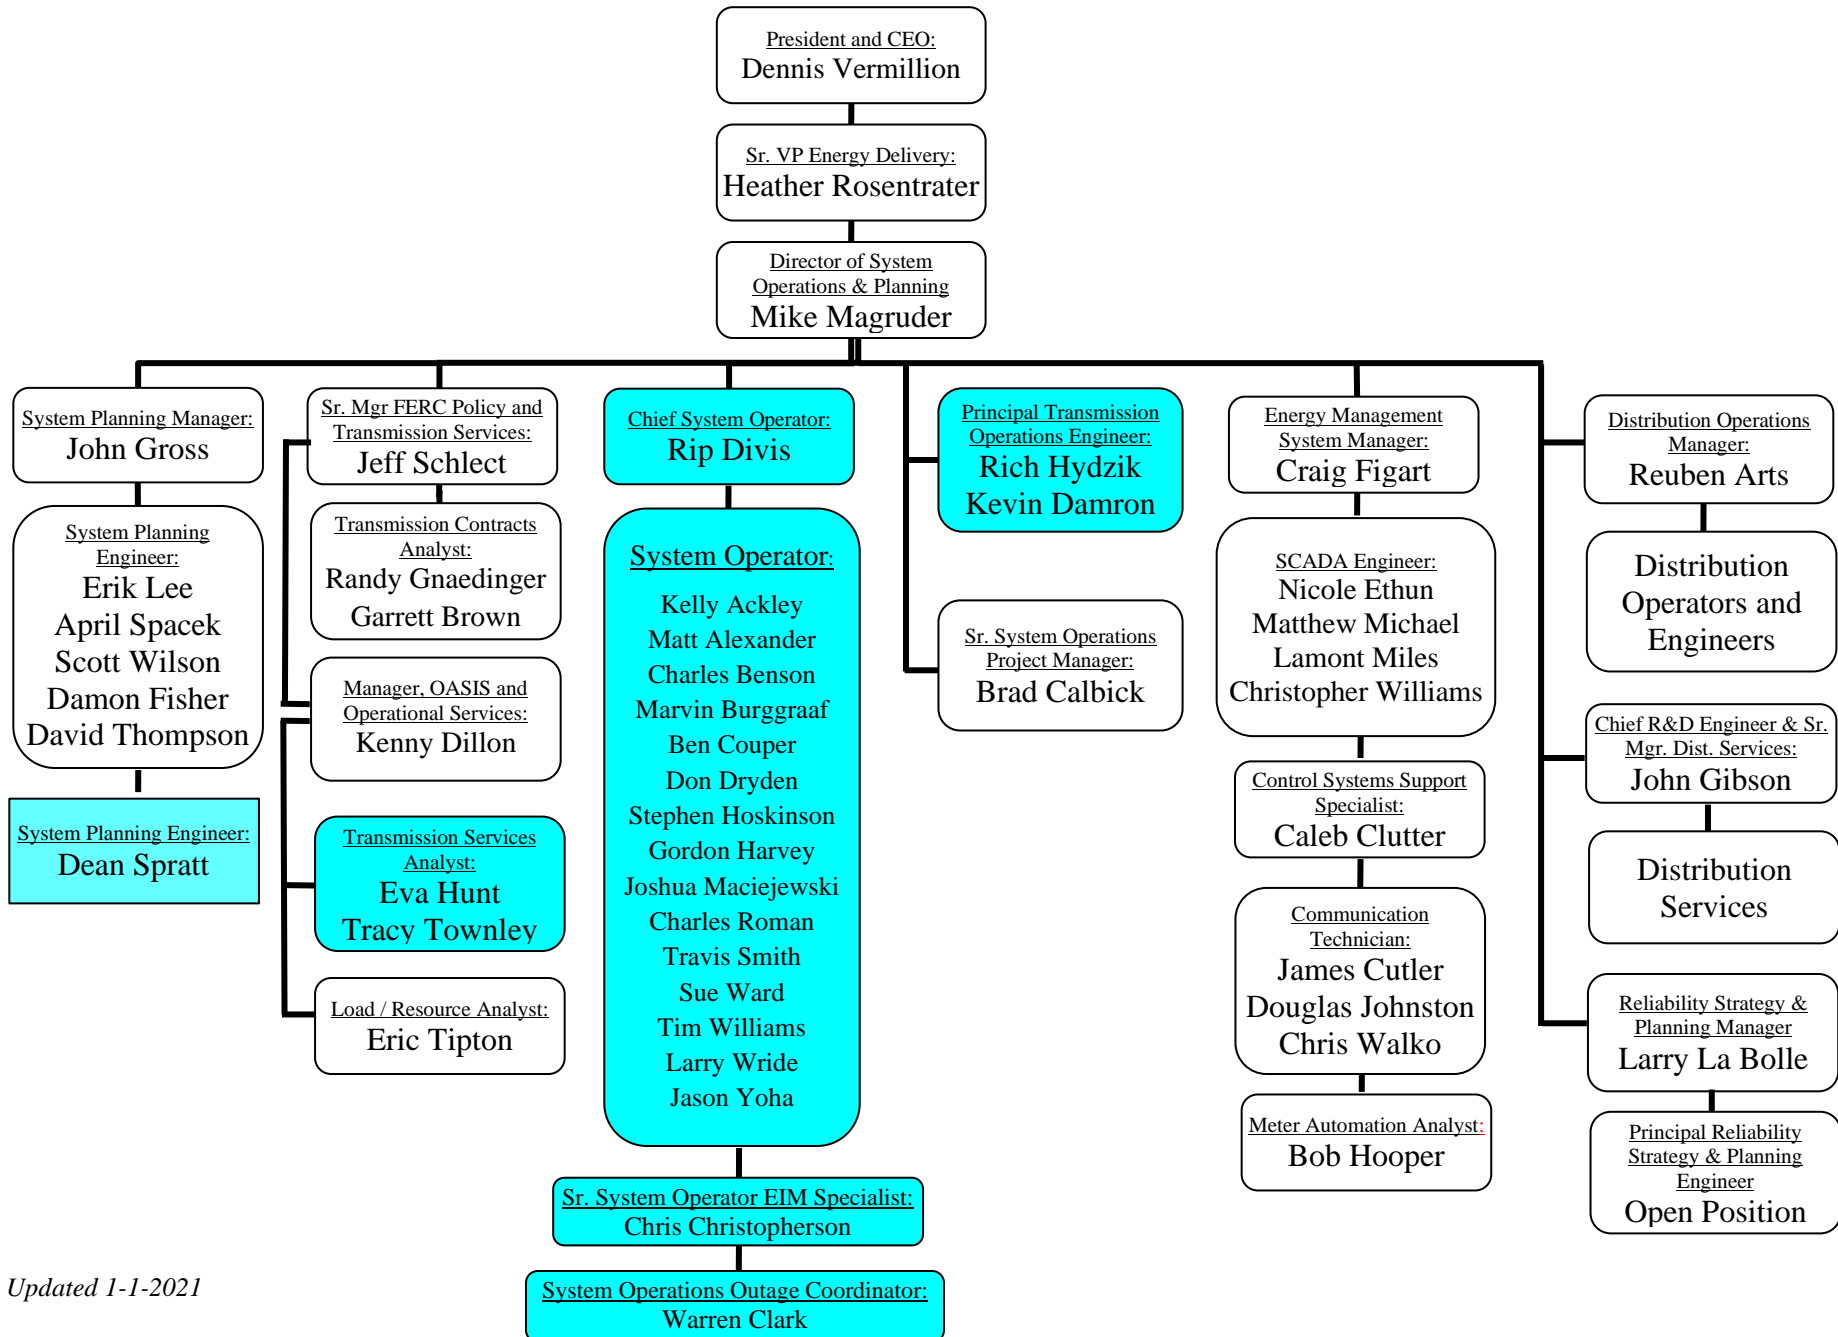 President and CEO:
Dennis Vermillion
Sr. VP Energy Delivery:
Heather Rosentrater
Director of System
Operations & Planning
Mike Magruder
System Planning Manager:
John Gross
System Planning
Engineer:
Erik Lee
April Spacek
Scott Wilson
Damon Fisher
David Thompson
System Planning Engineer:
Dean Spratt
Sr. Mgr FERC Policy and
Transmission Services:
Jeff Schlect
Transmission Contracts
Analyst:
Randy Gnaedinger
Garrett Brown
Manager, OASIS and
Operational Services:
Kenny Dillon
Transmission Services
Analyst:
Eva Hunt
Tracy Townley
Load / Resource Analyst:
Eric Tipton
Chief System Operator:
Rip Divis
System Operator:
Kelly Ackley
Matt Alexander
Charles Benson
Marvin Burggraaf
Ben Couper
Don Dryden
Stephen Hoskinson
Gordon Harvey
Joshua Maciejewski
Charles Roman
Travis Smith
Sue Ward
Tim Williams
Larry Wride
Jason Yoha
Sr. System Operator EIM Specialist:
Chris Christopherson
System Operations Outage Coordinator:
Warren Clark
Principal Transmission
Operations Engineer:
Rich Hydzik
Kevin Damron
Sr. System Operations
Project Manager:
Brad Calbick
Energy Management
System Manager:
Craig Figart
SCADA Engineer:
Nicole Ethun
Matthew Michael
Lamont Miles
Christopher Williams
Control Systems Support
Specialist:
Caleb Clutter
Communication
Technician:
James Cutler
Douglas Johnston
Chris Walko
Meter Automation Analyst:
Bob Hooper
Distribution Operations
Manager:
Reuben Arts
Distribution
Operators and
Engineers
Chief R&D Engineer & Sr.
Mgr. Dist. Services:
John Gibson
Distribution
Services
Reliability Strategy &
Planning Manager
Larry La Bolle
Principal Reliability
Strategy & Planning
Engineer
Open Position
Updated 1-1-2021